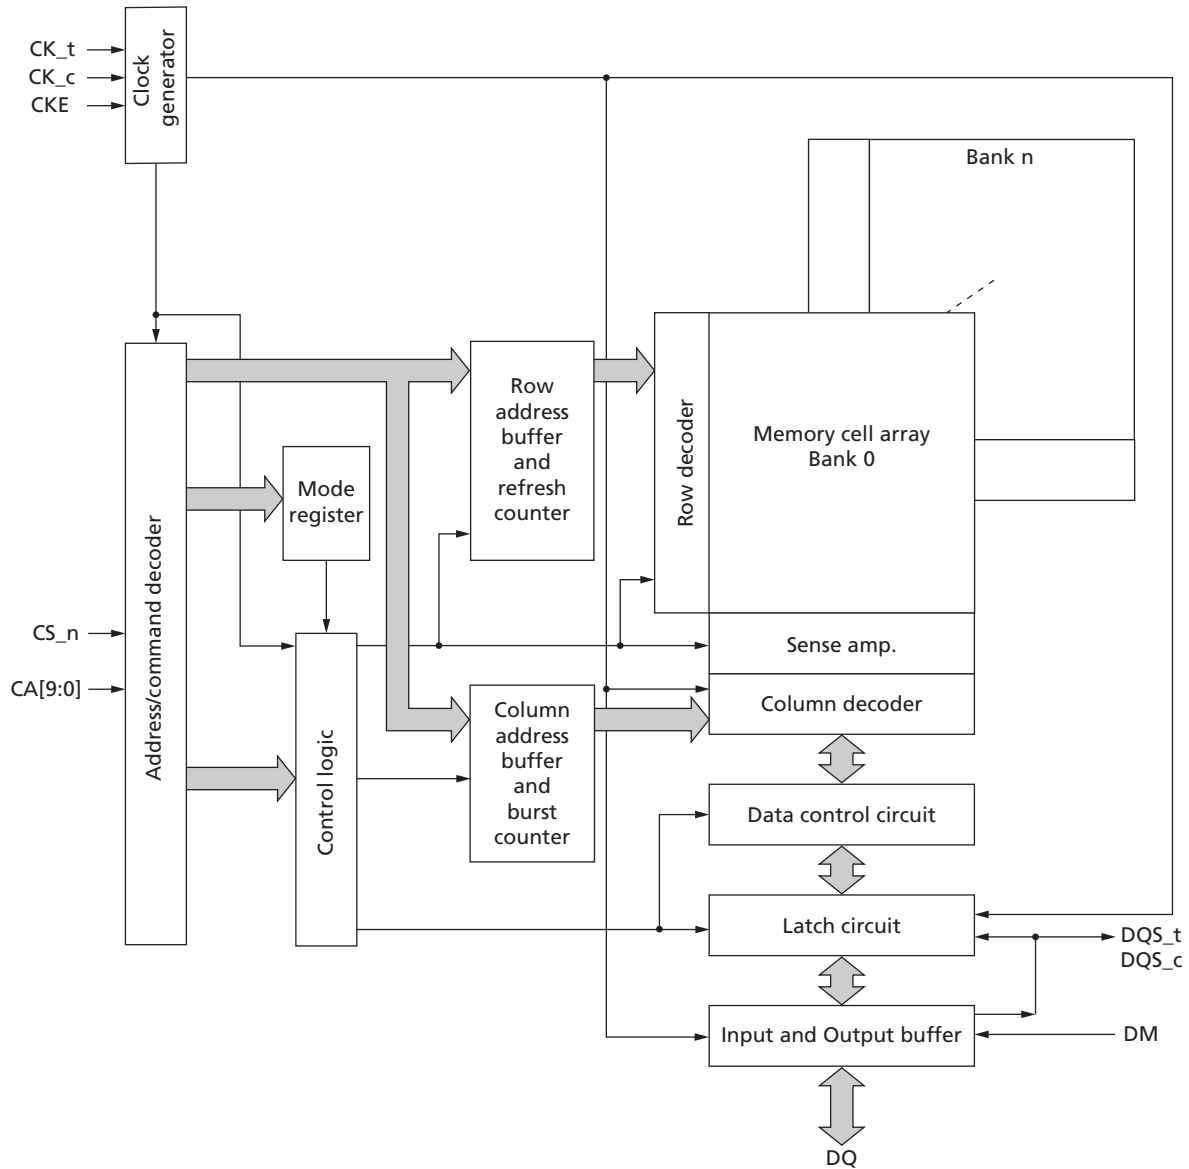 CK_t
CK_c
CKE
Clock
generator
Bank n
Row
address
buffer
and
refresh
counter
Row decoder
Memory cell array
Bank 0
Mode
register
Address/command decoder
CS_n
CA[9:0]
Sense amp.
Column decoder
Control logic
Column
address
buffer
and
burst
counter
Data control circuit
Latch circuit
DQS_t
DQS_c
Input and Output buffer
DM
DQ